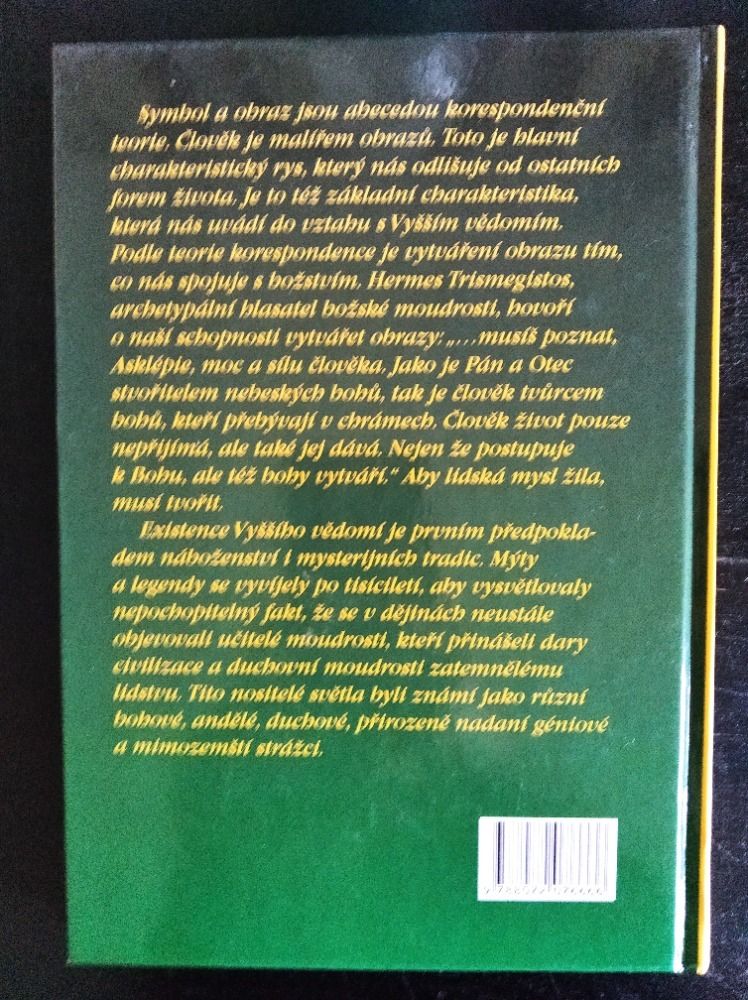 Symbol a obraz jsou abecedou korespondenční
teorie. Člověk je malířem obrazů. Toto je hlavní
charakteristický rys, který nás odlišuje od ostatních
forem života. Je to též základní charakteristika,
která nás uvádí do vztahu s Vyšším vědomím.
Podle teorie korespondence je vytváření obrazu tím,
co nás spojuje s božstvím. Hermes Trismegistos,
archetypální hlasatel božské moudrosti, hovoří
o naší schopnosti vytvářet obrazy: „…musíš poznat,
Asklépie, moc a sílu člověka. Jako je Pán a Otec
stvořitelem nebeských bohů, tak je člověk tvůrcem
bohů, kteří přebývají v chrámech. Člověk život pouze
nepřijímá, ale také jej dává. Nejen že postupuje
k Bohu, ale též bohy vytváří.“ Aby lidská mysl žila,
musí tvořit.
Existence Vyššího vědomí je prvním předpokla-
dem náboženství i mysterijních tradic. Mýty
a legendy se vyvíjely po tisíciletí, aby vysvětlovaly
nepochopitelný fakt, že se v dějinách neustále
objevovali učitelé moudrosti, kteří přinášeli dary
civilizace a duchovní moudrosti zatemnělému
lidstvu. Tito nositelé světla byli známí jako různí
bohové, andělé, duchové, přirozeně nadaní géniové
a mimozemští strážci.